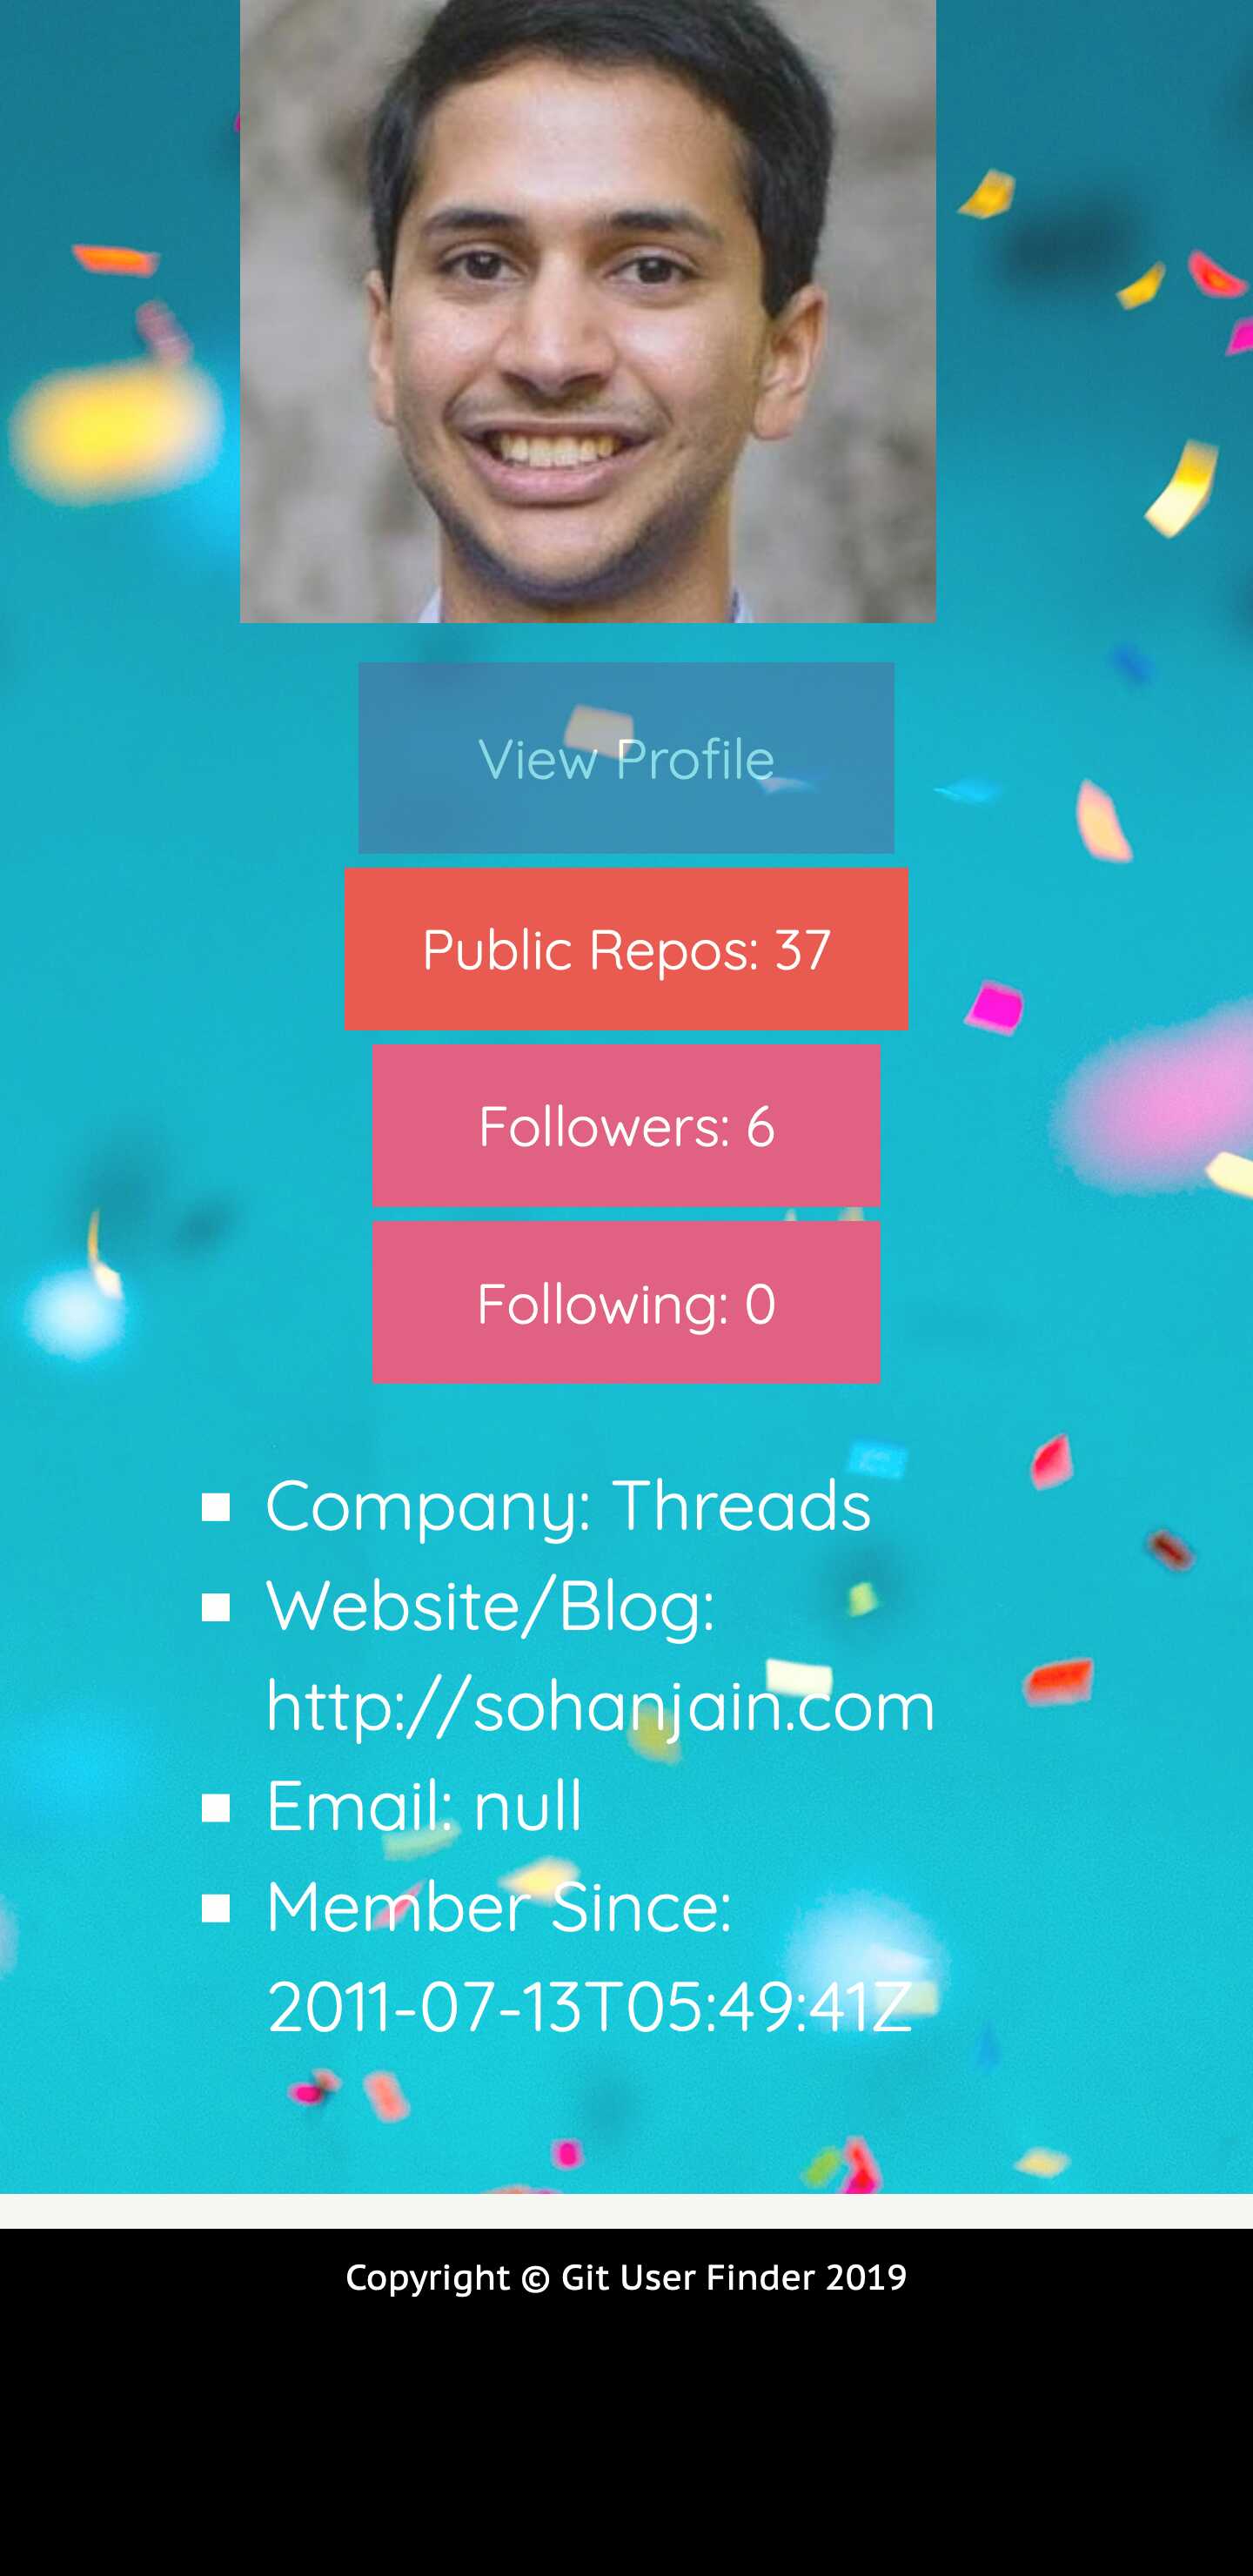 View Profile
Public Repos: 37
Followers: 6
Following: 0
Company: Threads
Website/Blog:
http://sohanjain.com
Email: null
Member Since:
2011-07-13T05:49:41Z
Copyright © Git User Finder 2019